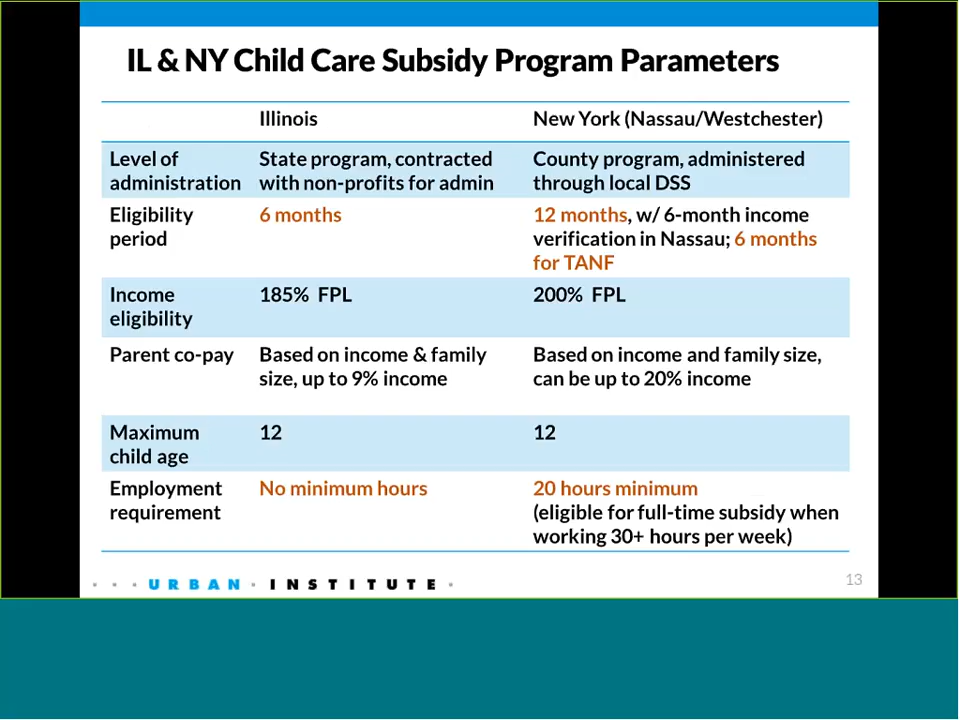 IL & NY Child Care Subsidy Program Parameters
Illinois
New York (Nassau/Westchester)
Level of
administration
State program, contracted
with non-profits for admin
County program, administered
through local DSS
Eligibility
period
6 months
12 months, w/ 6-month income
verification in Nassau; 6 months
for TANF
Income
eligibility
185% FPL
200% FPL
Parent co-pay
Based on income & family
size, up to 9% income
Based on income and family size,
can be up to 20% income
Maximum
child age
12
12
Employment
requirement
No minimum hours
20 hours minimum
(eligible for full-time subsidy when
working 30+ hours per week)
URBAN INSTITUTE
13